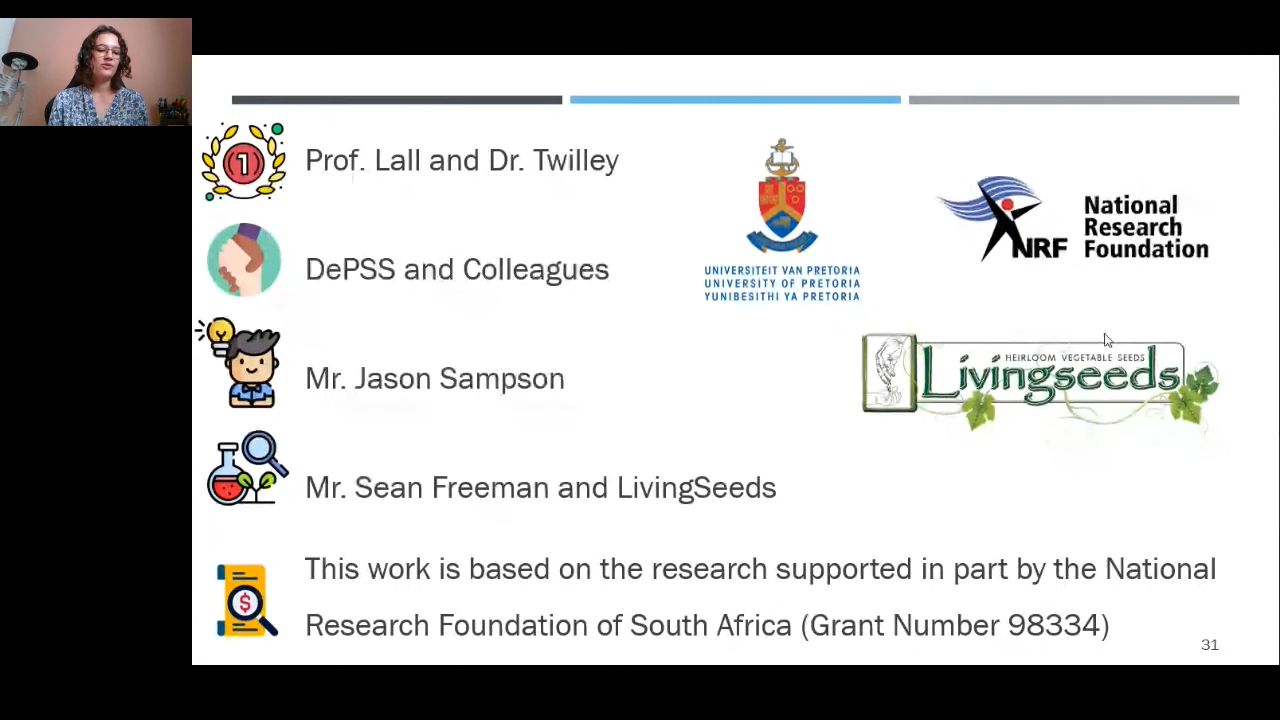 Prof. Lall and Dr. Twilley
DePSS and Colleagues
Mr. Jason Sampson
Mr. Sean Freeman and LivingSeeds
This work is based on the research supported in part by the National
Research Foundation of South Africa (Grant Number 98334)
1
$
UNIVERSITEIT VAN PRETORIA
UNIVERSITY OF PRETORIA
YUNIBESITHI YA PRETORIA
NRF
National
Research
Foundation
HEIRLOOM VEGETABLE SEEDS
Livingseeds
31